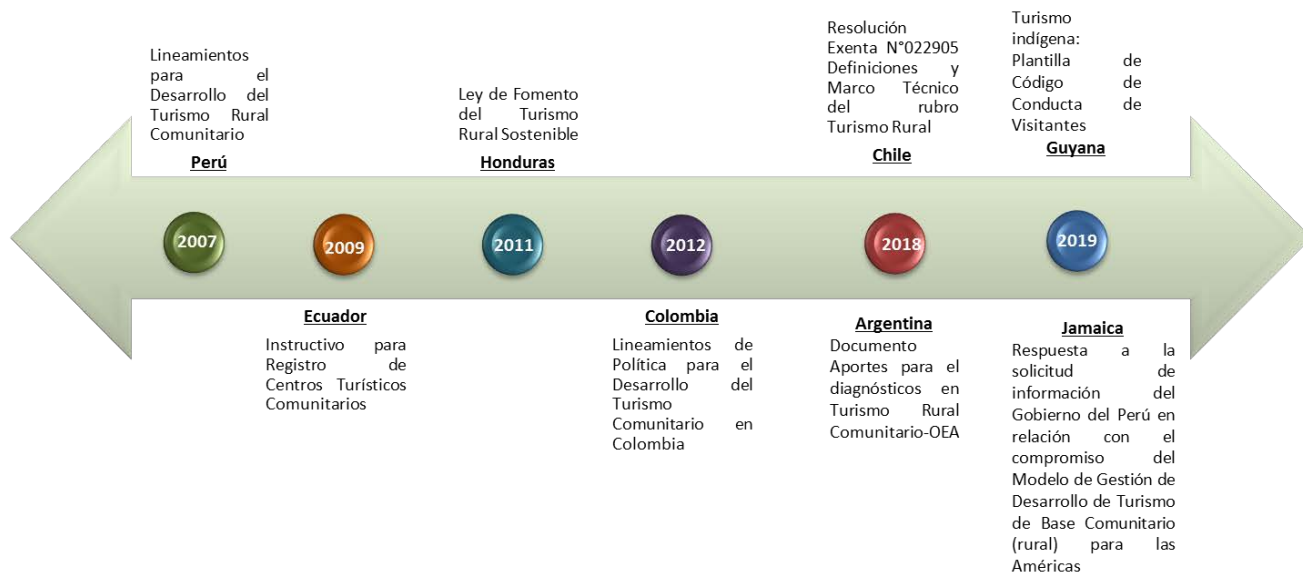 Lineamientos
para el
Desarrollo del
Turismo Rural
Comunitario
Perú
Ley de Fomento
del Turismo
Rural Sostenible
Honduras
Resolución
Exenta N°022905
Definiciones y
Marco Técnico
del rubro
Turismo Rural
Chile
Turismo
indígena:
Plantilla de
Código de
Conducta de
Visitantes
Guyana
2007
2009
2011
2012
2018
2019
Ecuador
Instructivo para
Registro de
Centros Turísticos
Comunitarios
Colombia
Lineamientos de
Política para el
Desarrollo del
Turismo
Comunitario en
Colombia
Argentina
Documento
Aportes para el
diagnósticos en
Turismo Rural
Comunitario-OEA
Jamaica
Respuesta a la
solicitud de
información del
Gobierno del Perú en
relación con el
compromiso del
Modelo de Gestión de
Desarrollo de Turismo
de Base Comunitario
(rural) para las
Américas